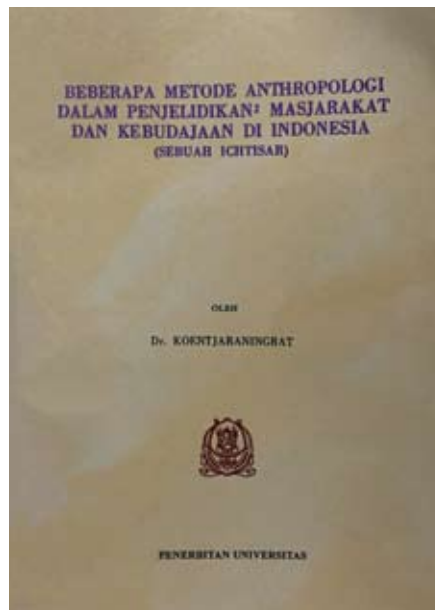 BEBERAPA METODE ANTHROPOLOGI
DALAM PENJELIDIKAN² MASJARAKAT
DAN KEBUDAJAAN DI INDONESIA
(SEBUAH ICHTISAR)
OLEH
Dr. KOENTJARANINGRAT
PENERBITAN UNIVERSITAS